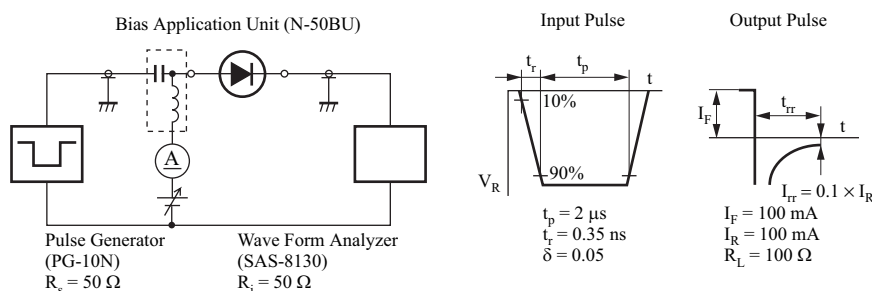 Bias Application Unit (N-50BU)
A
Pulse Generator
(PG-10N)
R_s = 50 Ω
Wave Form Analyzer
(SAS-8130)
R_i = 50 Ω
Input Pulse
t_r
t_p
t
10%
90%
V_R
t_p = 2 μs
t_r = 0.35 ns
δ = 0.05
Output Pulse
I_F
t_rr
t
I_rr = 0.1 × I_R
I_F = 100 mA
I_R = 100 mA
R_L = 100 Ω